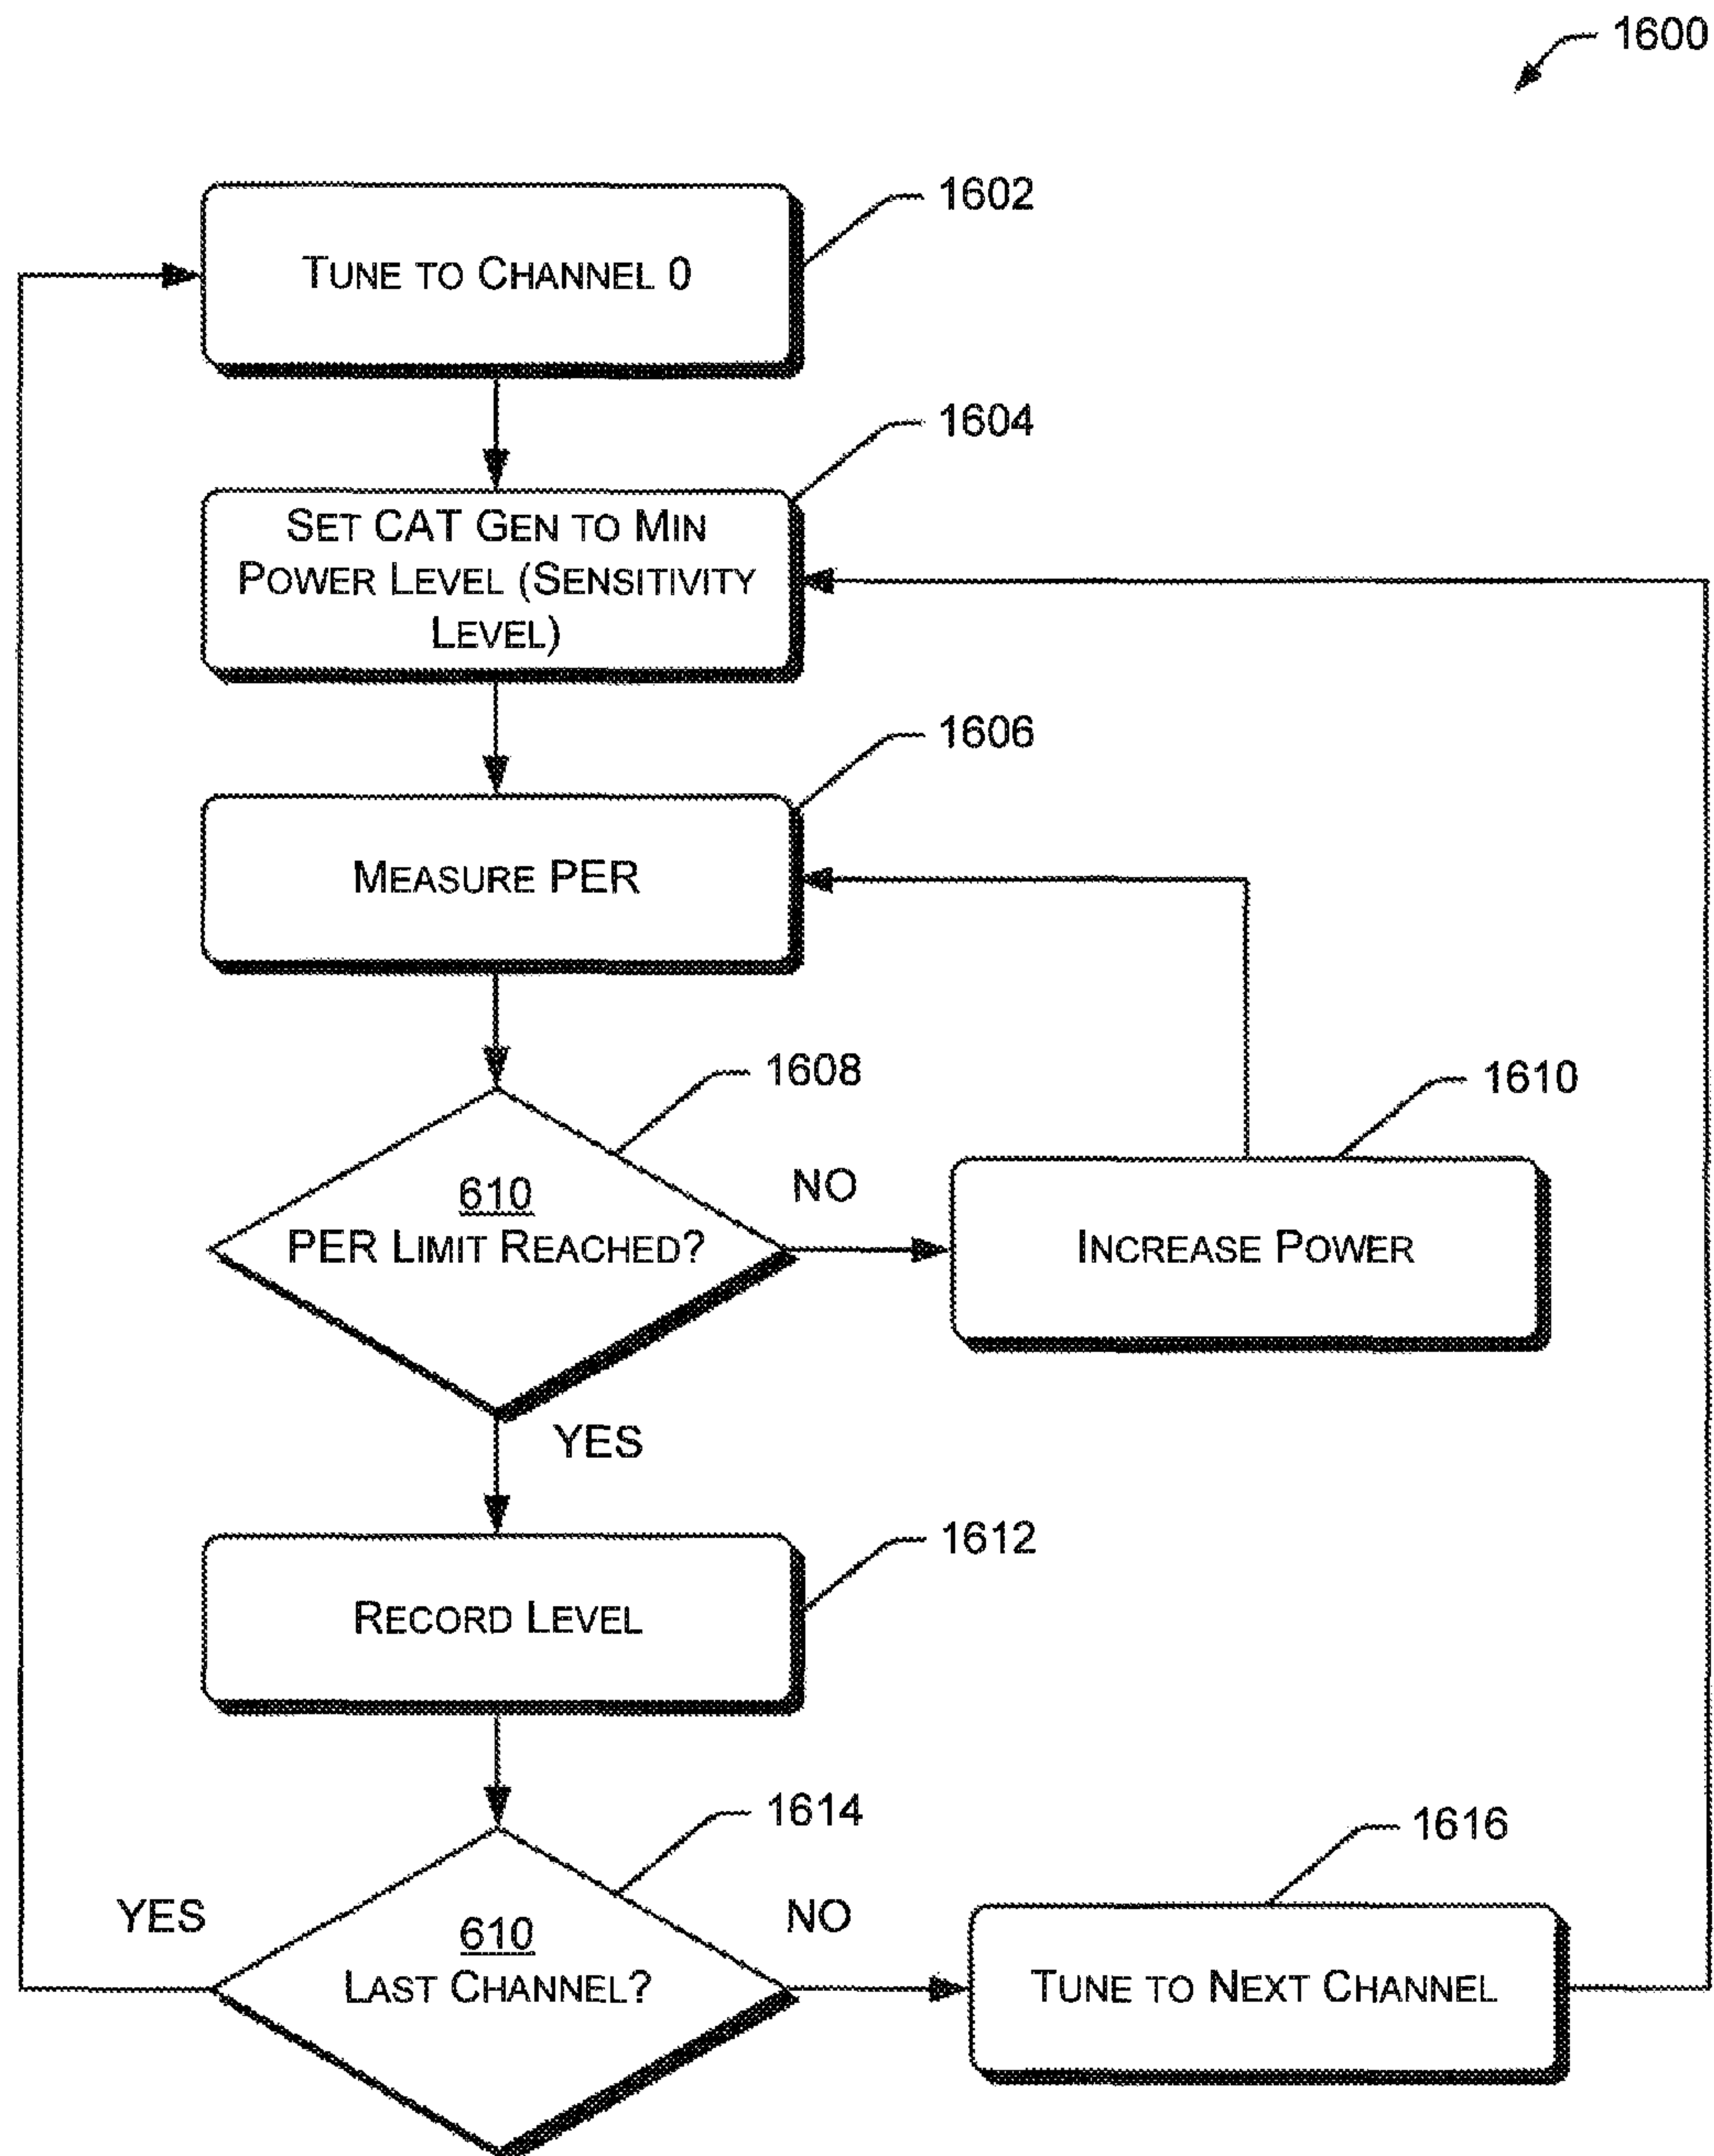 1600
1602
TUNE TO CHANNEL 0
1604
SET CAT GEN TO MIN
POWER LEVEL (SENSITIVITY
LEVEL)
1606
MEASURE PER
1608
1610
610
NO
PER LIMIT REACHED?
INCREASE POWER
YES
1612
RECORD LEVEL
1614
1616
YES
610
NO
LAST CHANNEL?
TUNE TO NEXT CHANNEL